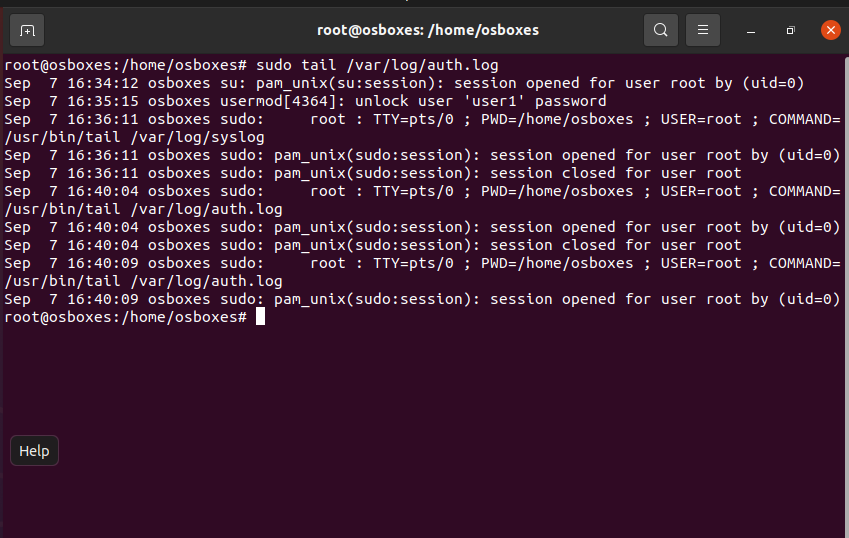 root@osboxes: /home/osboxes
root@osboxes:/home/osboxes# sudo tail /var/log/auth.log
Sep  7 16:34:12 osboxes su: pam_unix(su:session): session opened for user root by (uid=0)
Sep  7 16:35:15 osboxes usermod[4364]: unlock user 'user1' password
Sep  7 16:36:11 osboxes sudo:     root : TTY=pts/0 ; PWD=/home/osboxes ; USER=root ; COMMAND=
/usr/bin/tail /var/log/syslog
Sep  7 16:36:11 osboxes sudo: pam_unix(sudo:session): session opened for user root by (uid=0)
Sep  7 16:36:11 osboxes sudo: pam_unix(sudo:session): session closed for user root
Sep  7 16:40:04 osboxes sudo:     root : TTY=pts/0 ; PWD=/home/osboxes ; USER=root ; COMMAND=
/usr/bin/tail /var/log/auth.log
Sep  7 16:40:04 osboxes sudo: pam_unix(sudo:session): session opened for user root by (uid=0)
Sep  7 16:40:04 osboxes sudo: pam_unix(sudo:session): session closed for user root
Sep  7 16:40:09 osboxes sudo:     root : TTY=pts/0 ; PWD=/home/osboxes ; USER=root ; COMMAND=
/usr/bin/tail /var/log/auth.log
Sep  7 16:40:09 osboxes sudo: pam_unix(sudo:session): session opened for user root by (uid=0)
root@osboxes:/home/osboxes#
Help